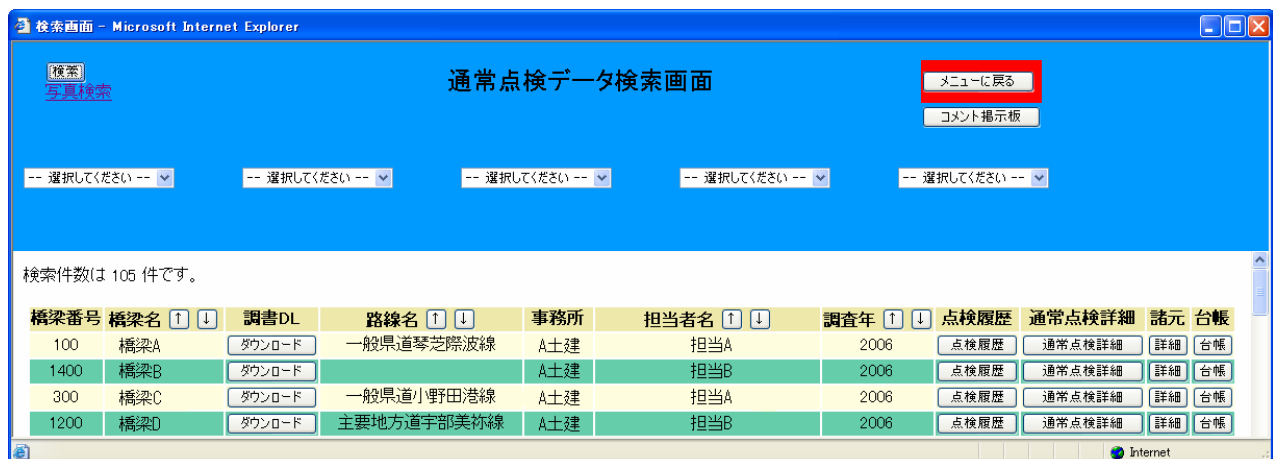 検索画面 - Microsoft Internet Explorer
検索
写真検索
通常点検データ検索画面
メニューに戻る
コメント掲示板
-- 選択してください -- -- 選択してください -- -- 選択してください -- -- 選択してください -- -- 選択してください --
検索件数は 105 件です。
橋梁番号 橋梁名 ↑ ↓ 調書DL 路線名 ↑ ↓ 事務所 担当者名 ↑ ↓ 調査年 ↑ ↓ 点検履歴 通常点検詳細 諸元 台帳
100 橋梁A ダウンロード 一般県道琴芝際波線 A土建 担当A 2006 点検履歴 通常点検詳細 詳細 台帳
1400 橋梁B ダウンロード A土建 担当B 2006 点検履歴 通常点検詳細 詳細 台帳
300 橋梁C ダウンロード 一般県道小野田港線 A土建 担当A 2006 点検履歴 通常点検詳細 詳細 台帳
1200 橋梁D ダウンロード 主要地方道宇部美祢線 A土建 担当B 2006 点検履歴 通常点検詳細 詳細 台帳
Internet